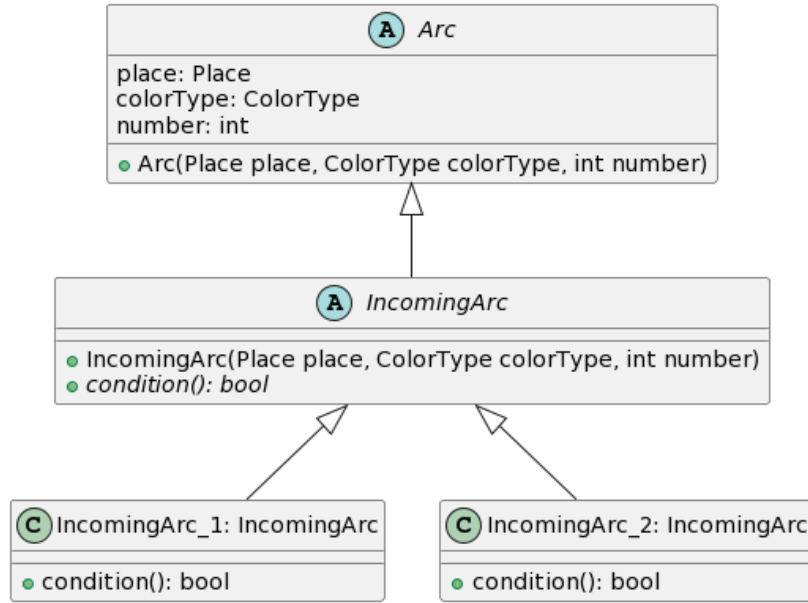 A Arc
place: Place
colorType: ColorType
number: int
Arc(Place place, ColorType colorType, int number)
A IncomingArc
IncomingArc(Place place, ColorType colorType, int number)
condition(): bool
C IncomingArc_1: IncomingArc
condition(): bool
C IncomingArc_2: IncomingArc
condition(): bool